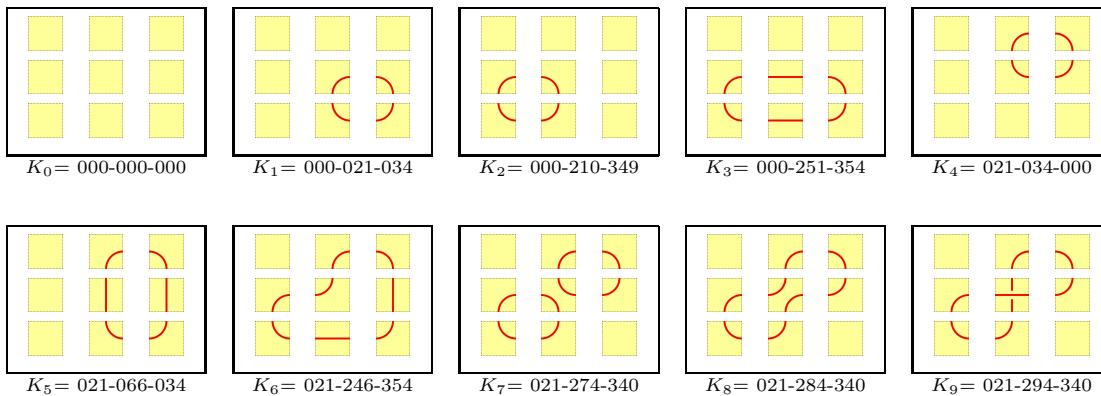 K₀= 000-000-000
K₁= 000-021-034
K₂= 000-210-349
K₃= 000-251-354
K₄= 021-034-000
K₅= 021-066-034
K₆= 021-246-354
K₇= 021-274-340
K₈= 021-284-340
K₉= 021-294-340